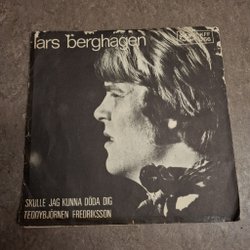 lars berghagen
SKULLE JAG KUNNA DÖDA DIG
TEDDYBJÖRNEN FREDRIKSSON